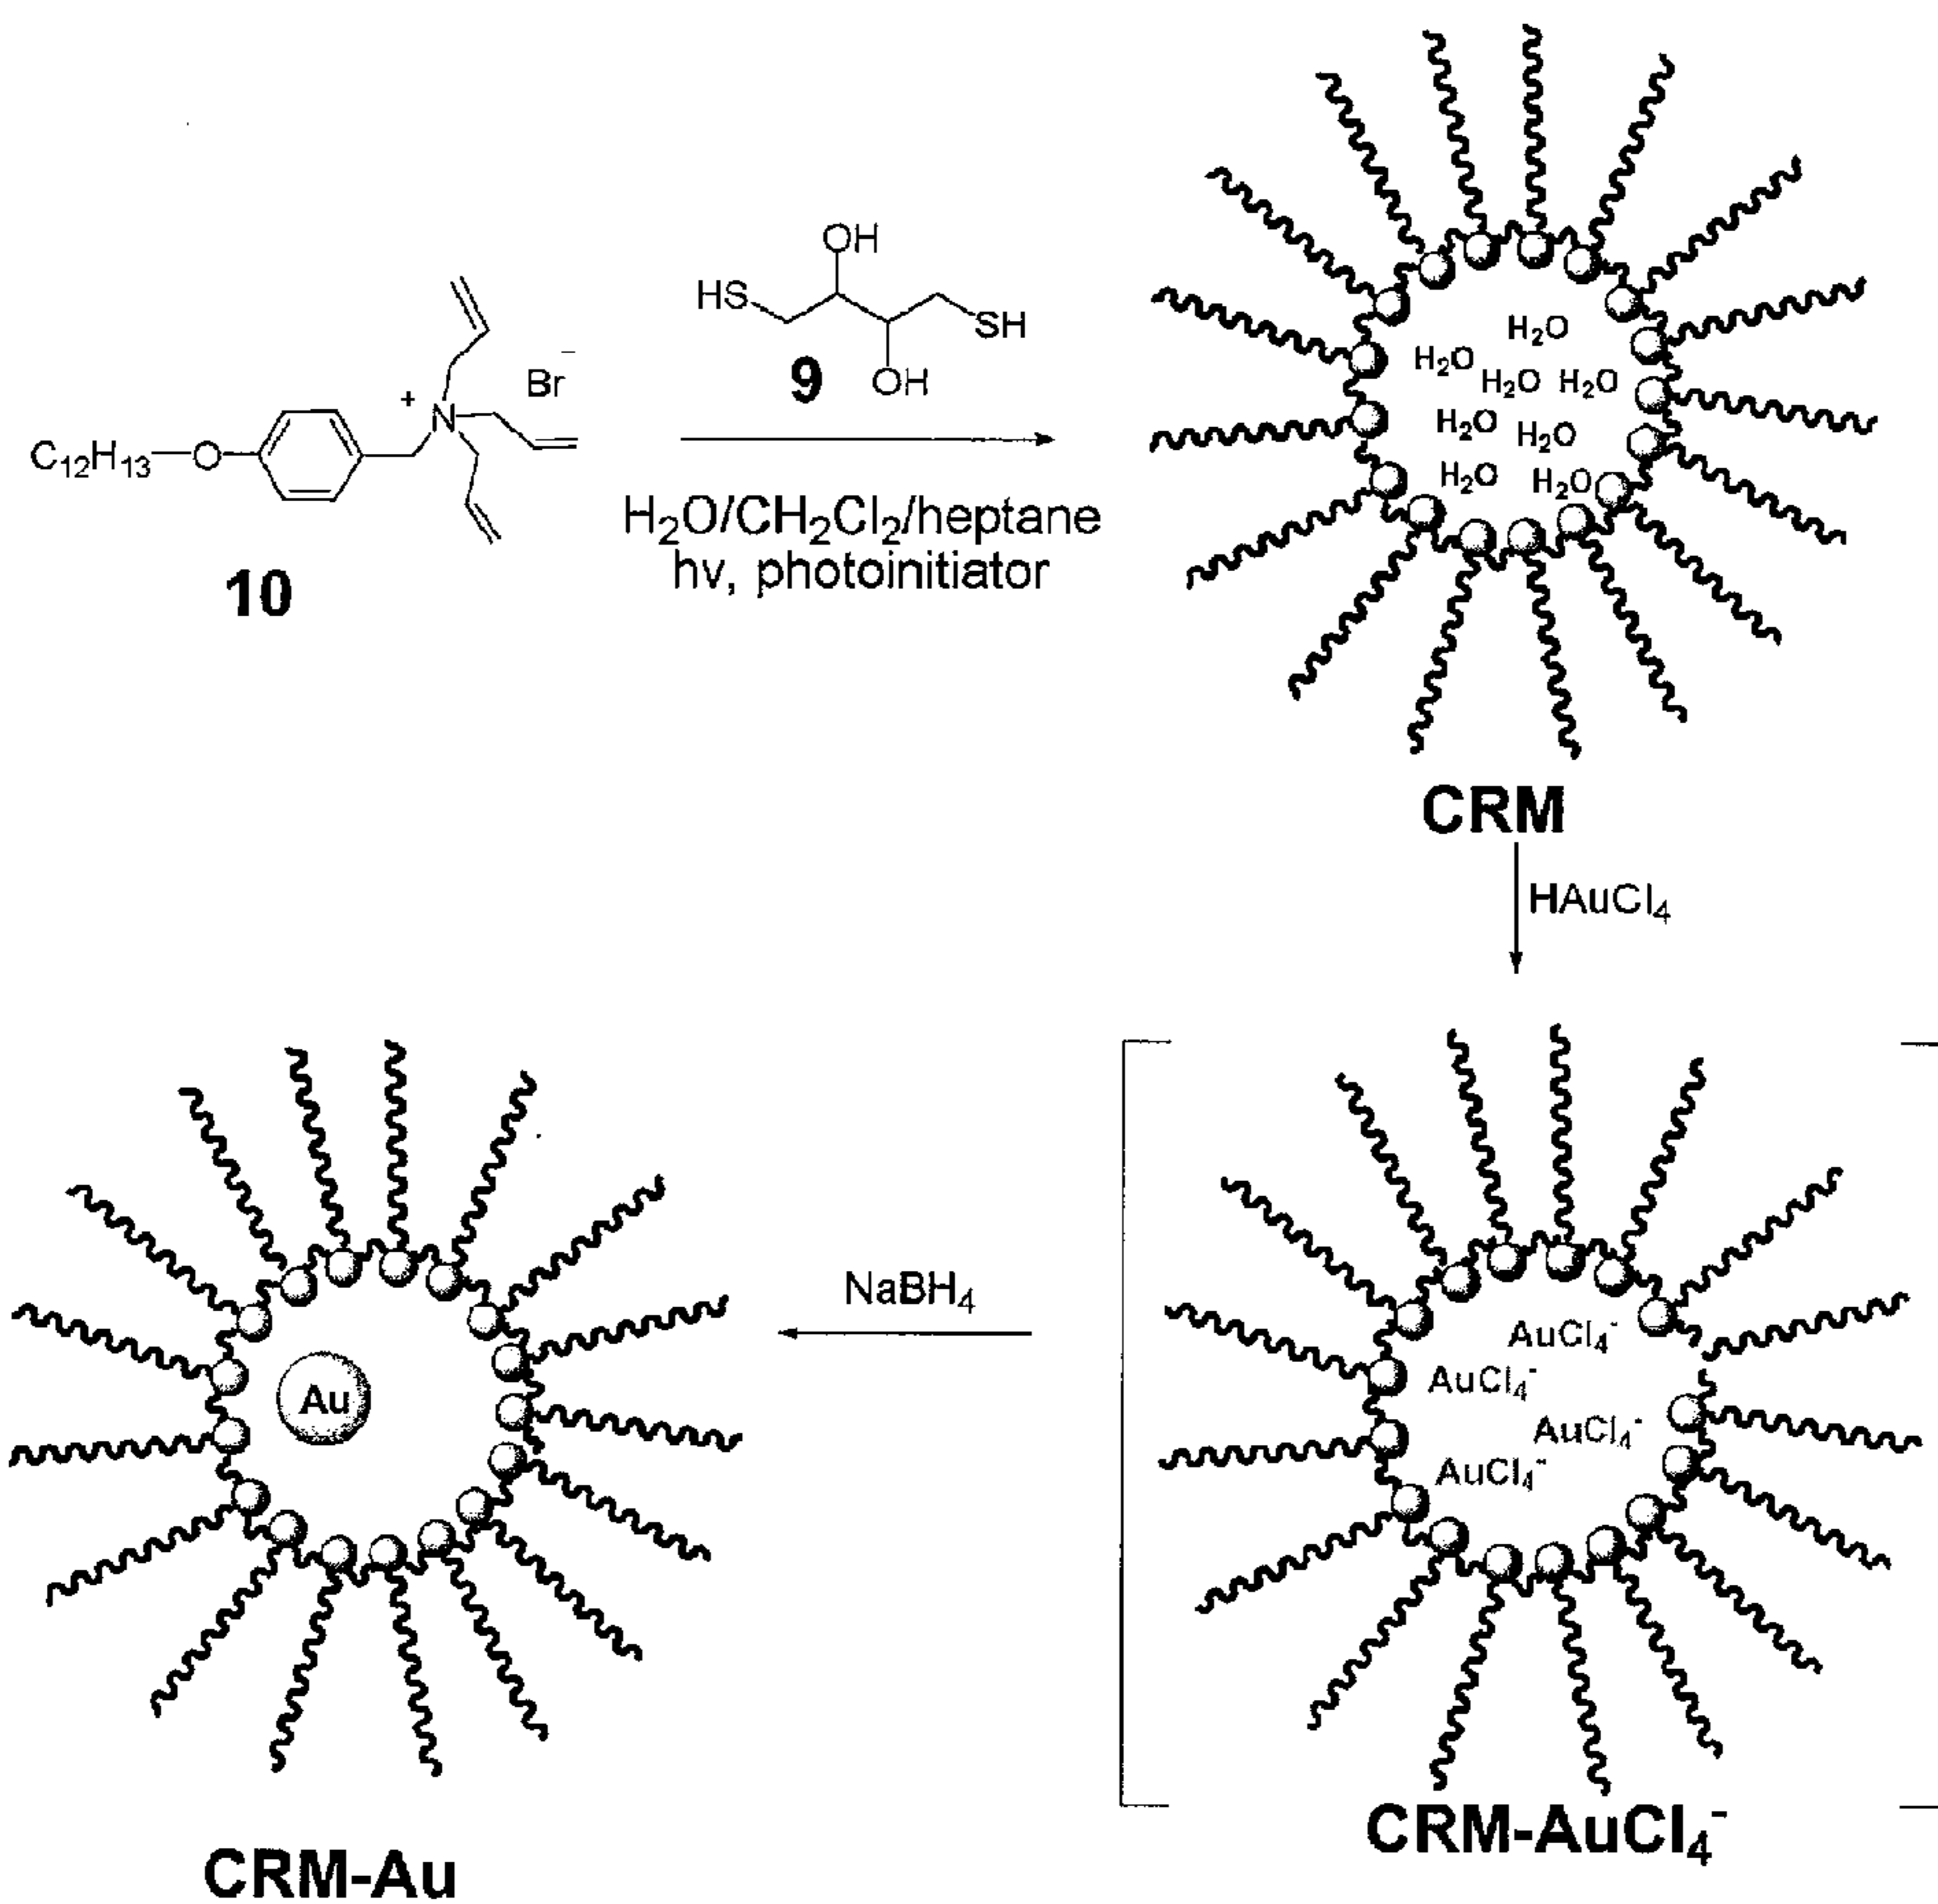 OH
HS
SH
9
OH
Br⁻
+
N
C₁₂H₁₃—O
10
H₂O/CH₂Cl₂/heptane
hν, photoinitiator
H₂O
H₂O
H₂O H₂O
H₂O
H₂O
H₂O
H₂O
CRM
HAuCl₄
AuCl₄⁻
AuCl₄⁻
AuCl₄⁻
AuCl₄⁻
CRM-AuCl₄⁻
NaBH₄
Au
CRM-Au